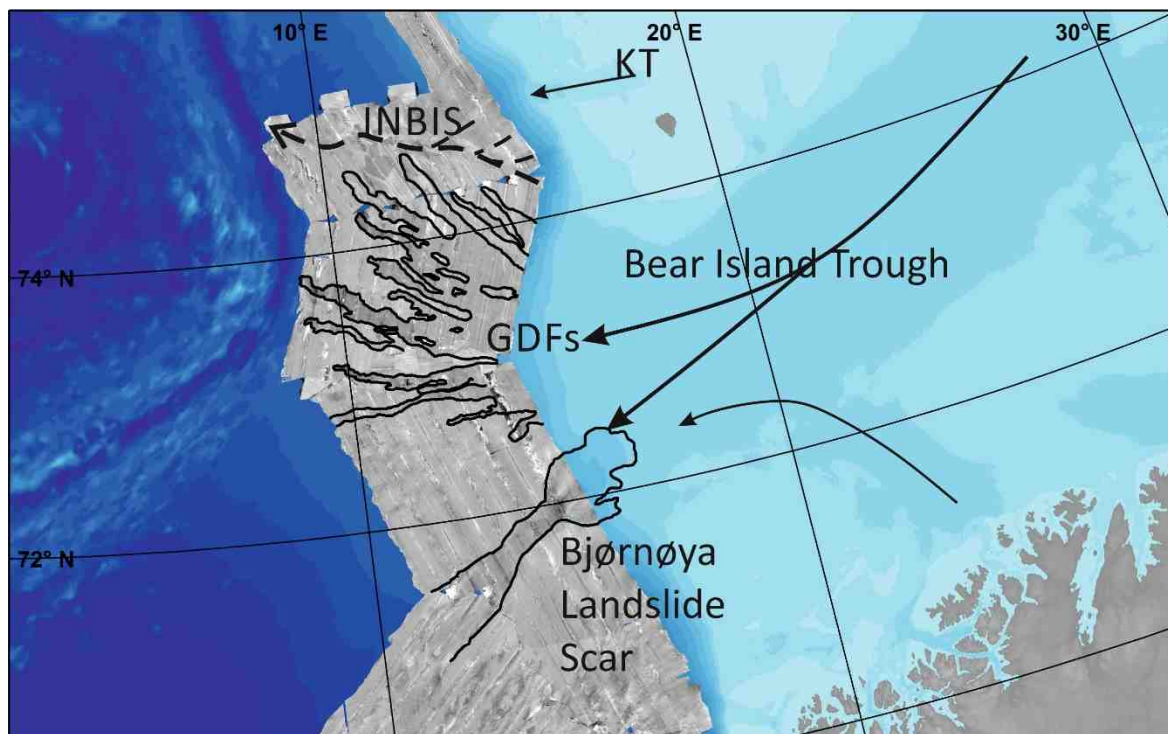 10° E
20° E
30° E
KT
INBIS
Bear Island Trough
74° N
GDFs
72° N
Bjørnøya
Landslide
Scar